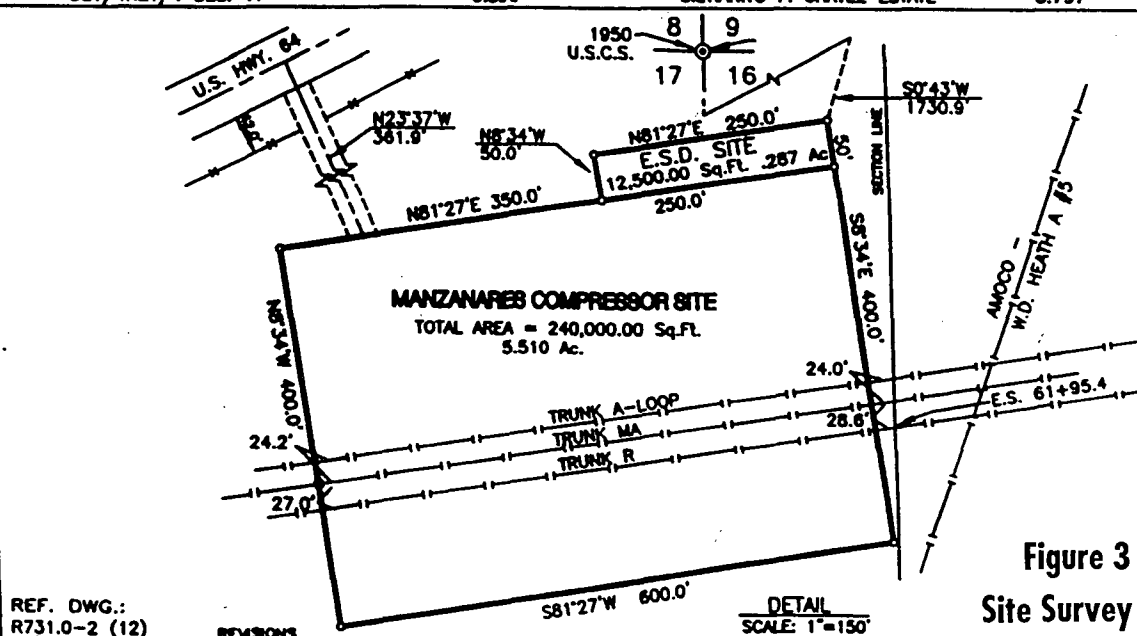 1950
U.S.C.S.
8 9
17 16
U.S. HWY. 64
N23°37'W
361.9'
N8°34'W
50.0'
S0°43'W
1730.9'
N81°27'E 250.0'
E.S.D. SITE
12,500.00 Sq.Ft. .287 Ac
50'
250.0'
N81°27'E 350.0'
SECTION LINE
S8°34'E 400.0'
AMOCO -
W.D. HEATH A #5
MANZANARES COMPRESSOR SITE
TOTAL AREA = 240,000.00 Sq.Ft.
5.510 Ac.
N8°34'W 400.0'
24.0'
TRUNK A-LOOP
E.S. 61+95.4
24.2'
TRUNK MA
28.6'
TRUNK R
27.0'
S81°27'W 600.0'
Figure 3
Site Survey
DETAIL
SCALE: 1"=150'
REF. DWG.:
R731.0-2 (12)
REVISIONS